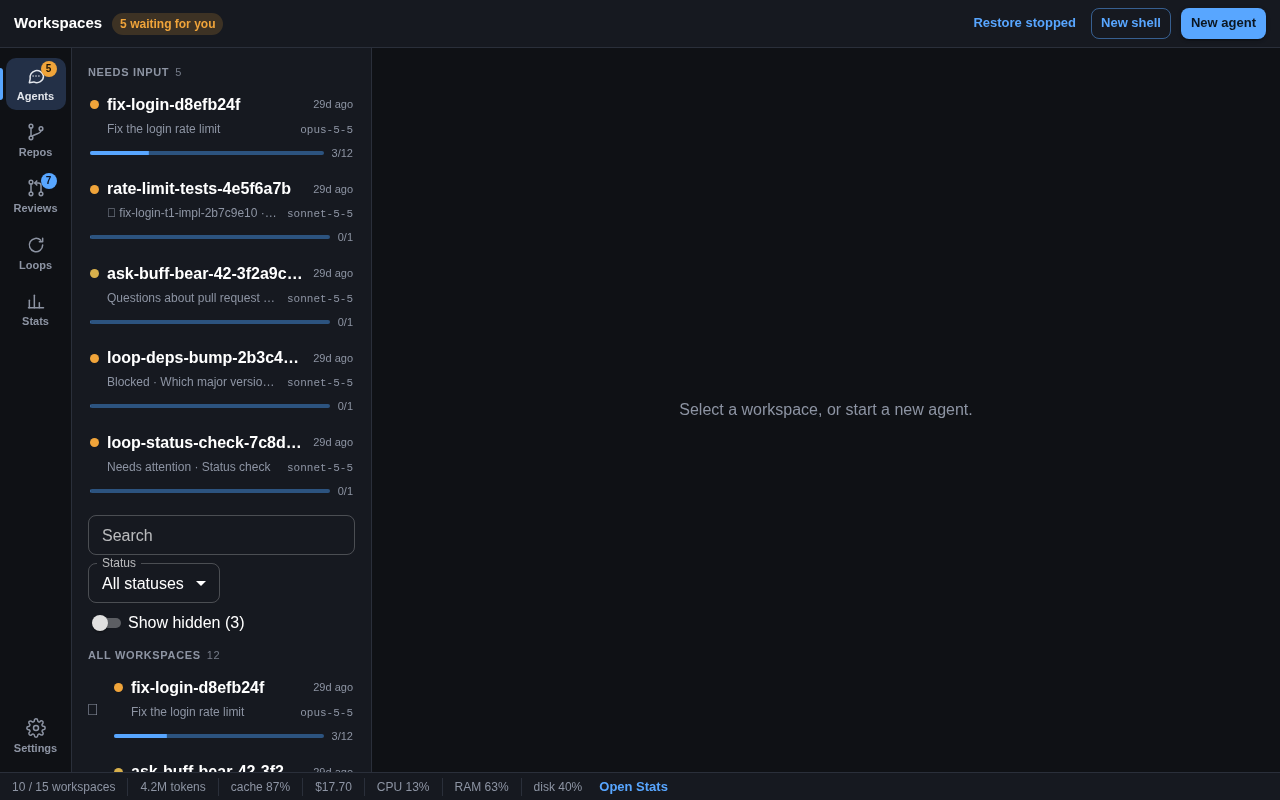 Workspaces 5 waiting for you Restore stopped New shell New agent
5
Agents
Repos
7
Reviews
Loops
Stats
Settings
NEEDS INPUT 5
fix-login-d8efb24f 29d ago
Fix the login rate limit opus-5-5
3/12
rate-limit-tests-4e5f6a7b 29d ago
fix-login-t1-impl-2b7c9e10 ·… sonnet-5-5
0/1
ask-buff-bear-42-3f2a9c… 29d ago
Questions about pull request … sonnet-5-5
0/1
loop-deps-bump-2b3c4… 29d ago
Blocked · Which major versio… sonnet-5-5
0/1
loop-status-check-7c8d… 29d ago
Needs attention · Status check sonnet-5-5
0/1
Search
Status
All statuses
Show hidden (3)
ALL WORKSPACES 12
fix-login-d8efb24f 29d ago
Fix the login rate limit opus-5-5
3/12
ask-buff-bear-42-3f2… 29d ago
Select a workspace, or start a new agent.
10 / 15 workspaces 4.2M tokens cache 87% $17.70 CPU 13% RAM 63% disk 40% Open Stats